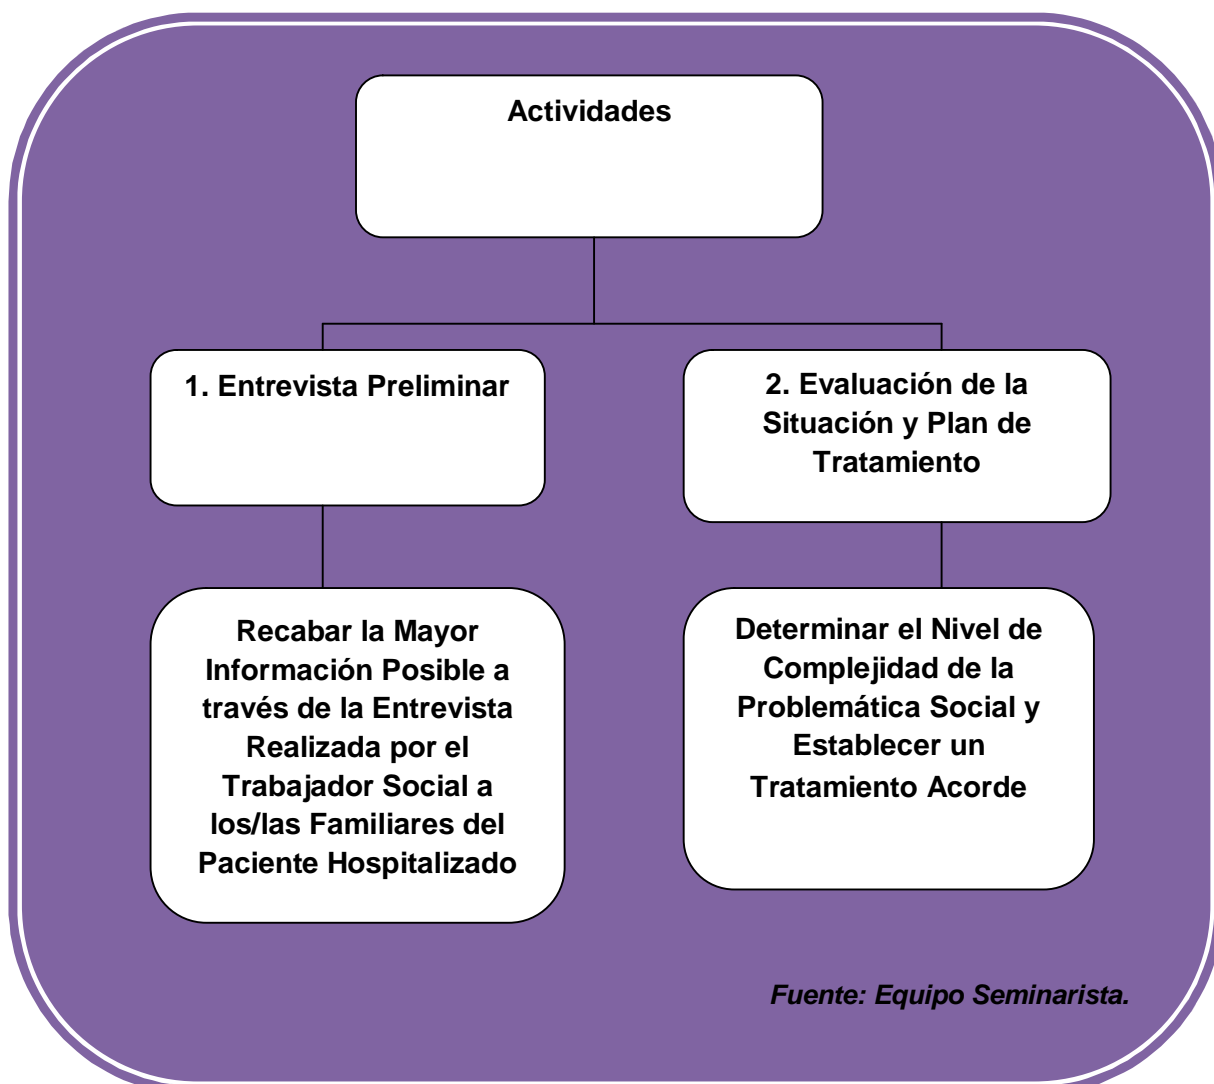 Actividades
1. Entrevista Preliminar
2. Evaluación de la
Situación y Plan de
Tratamiento
Recabar la Mayor
Información Posible a
través de la Entrevista
Realizada por el
Trabajador Social a
los/las Familiares del
Paciente Hospitalizado
Determinar el Nivel de
Complejidad de la
Problemática Social y
Establecer un
Tratamiento Acorde
Fuente: Equipo Seminarista.